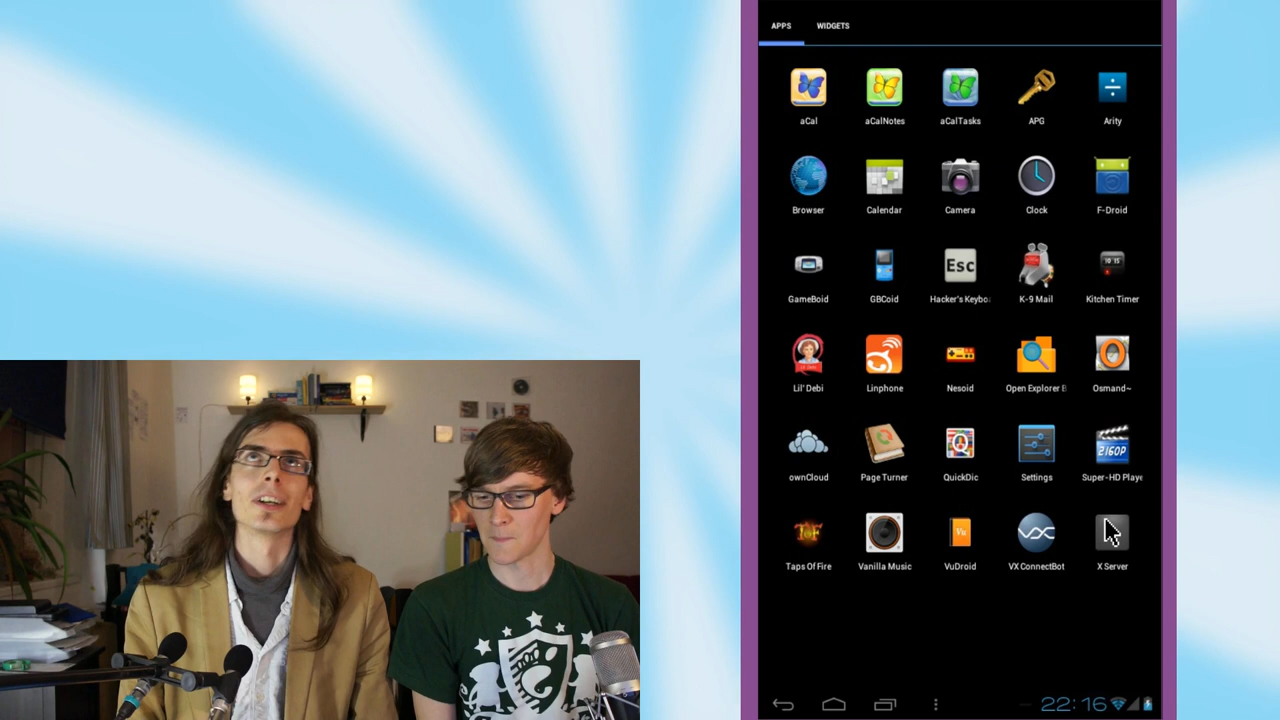 APPS WIDGETS
aCal aCalNotes aCalTasks APG Arity
Browser Calendar Camera Clock F-Droid
Esc
GameBoid GBCoid Hacker's Keybo K-9 Mail Kitchen Timer
Lil' Debi Linphone Nesoid Open Explorer B Osmand~
2160P
ownCloud Page Turner QuickDic Settings Super-HD Playe
ToF Vu
Taps Of Fire Vanilla Music VuDroid VX ConnectBot X Server
22:16